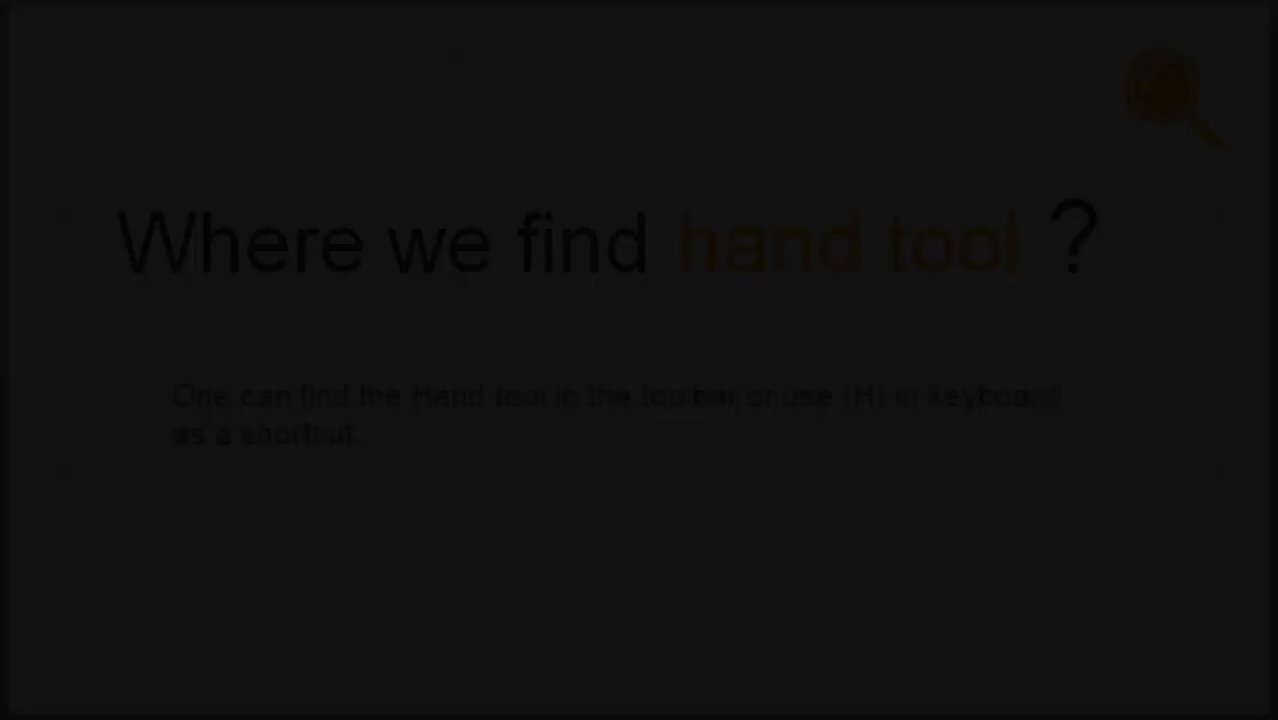 Where we find hand tool ?
One can find the Hand tool in the toolbar or use (H) in keyboard
as a shortcut.